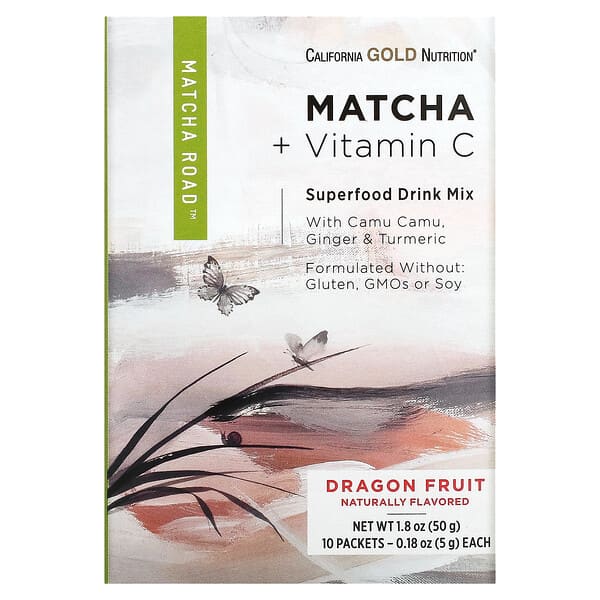 MATCHA ROAD™
CALIFORNIA GOLD NUTRITION®
MATCHA
+ Vitamin C
Superfood Drink Mix
With Camu Camu,
Ginger & Turmeric
Formulated Without:
Gluten, GMOs or Soy
DRAGON FRUIT
NATURALLY FLAVORED
NET WT 1.8 oz (50 g)
10 PACKETS – 0.18 oz (5 g) EACH